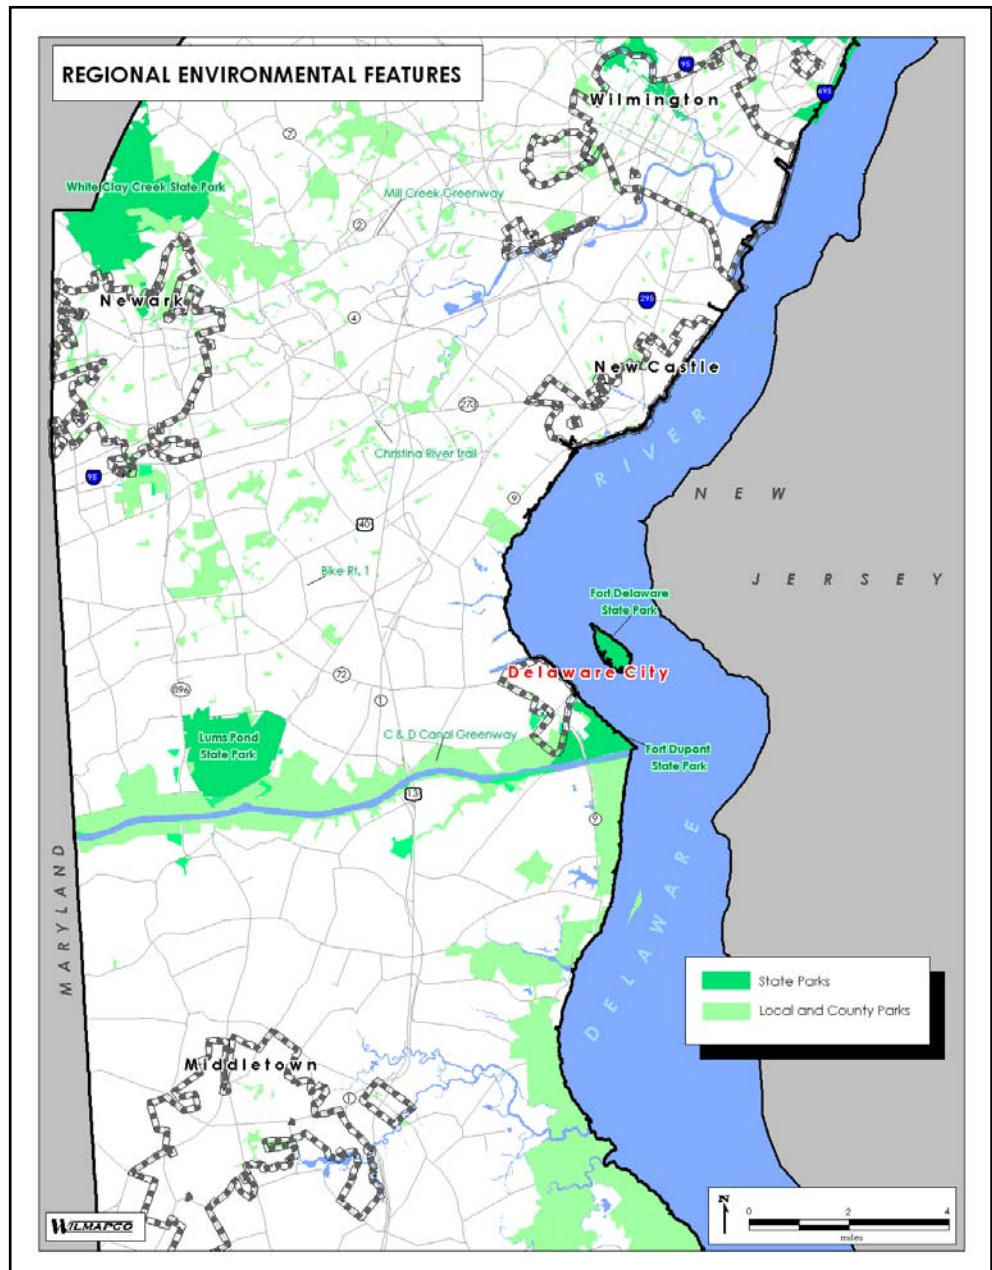 REGIONAL ENVIRONMENTAL FEATURES
95
495
Wilmington
7
White Clay Creek State Park
Mill Creek Greenway
2
Newark
295
4
New Castle
273
RIVER
Christina River Trail
95
9
NEW
40
Bike Rt. 1
JERSEY
Fort Delaware
State Park
Delaware City
72
896
1
Lums Pond
State Park
C & D Canal Greenway
Fort Dupont
State Park
13
9
MARYLAND
DELAWARE
State Parks
Local and County Parks
Middletown
1
N
0 2 4
miles
WILMAPCO